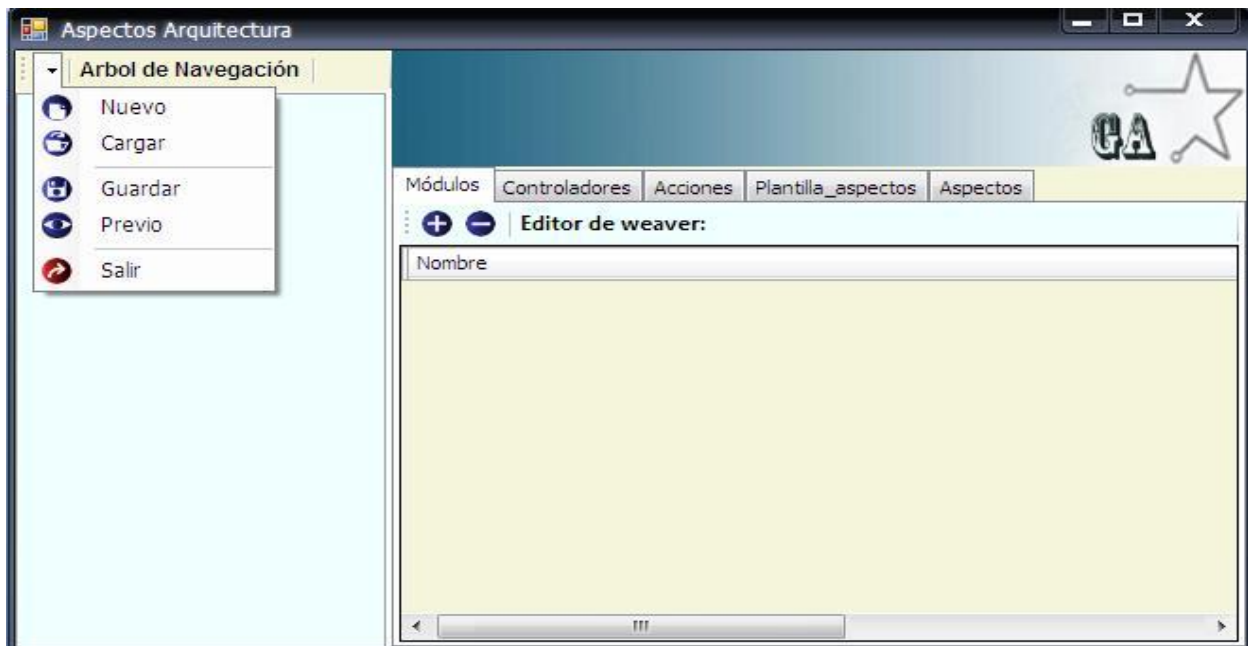 Aspectos Arquitectura
Arbol de Navegación
Nuevo
Cargar
Guardar
Previo
Salir
GA
Módulos Controladores Acciones Plantilla_aspectos Aspectos
Editor de weaver:
Nombre